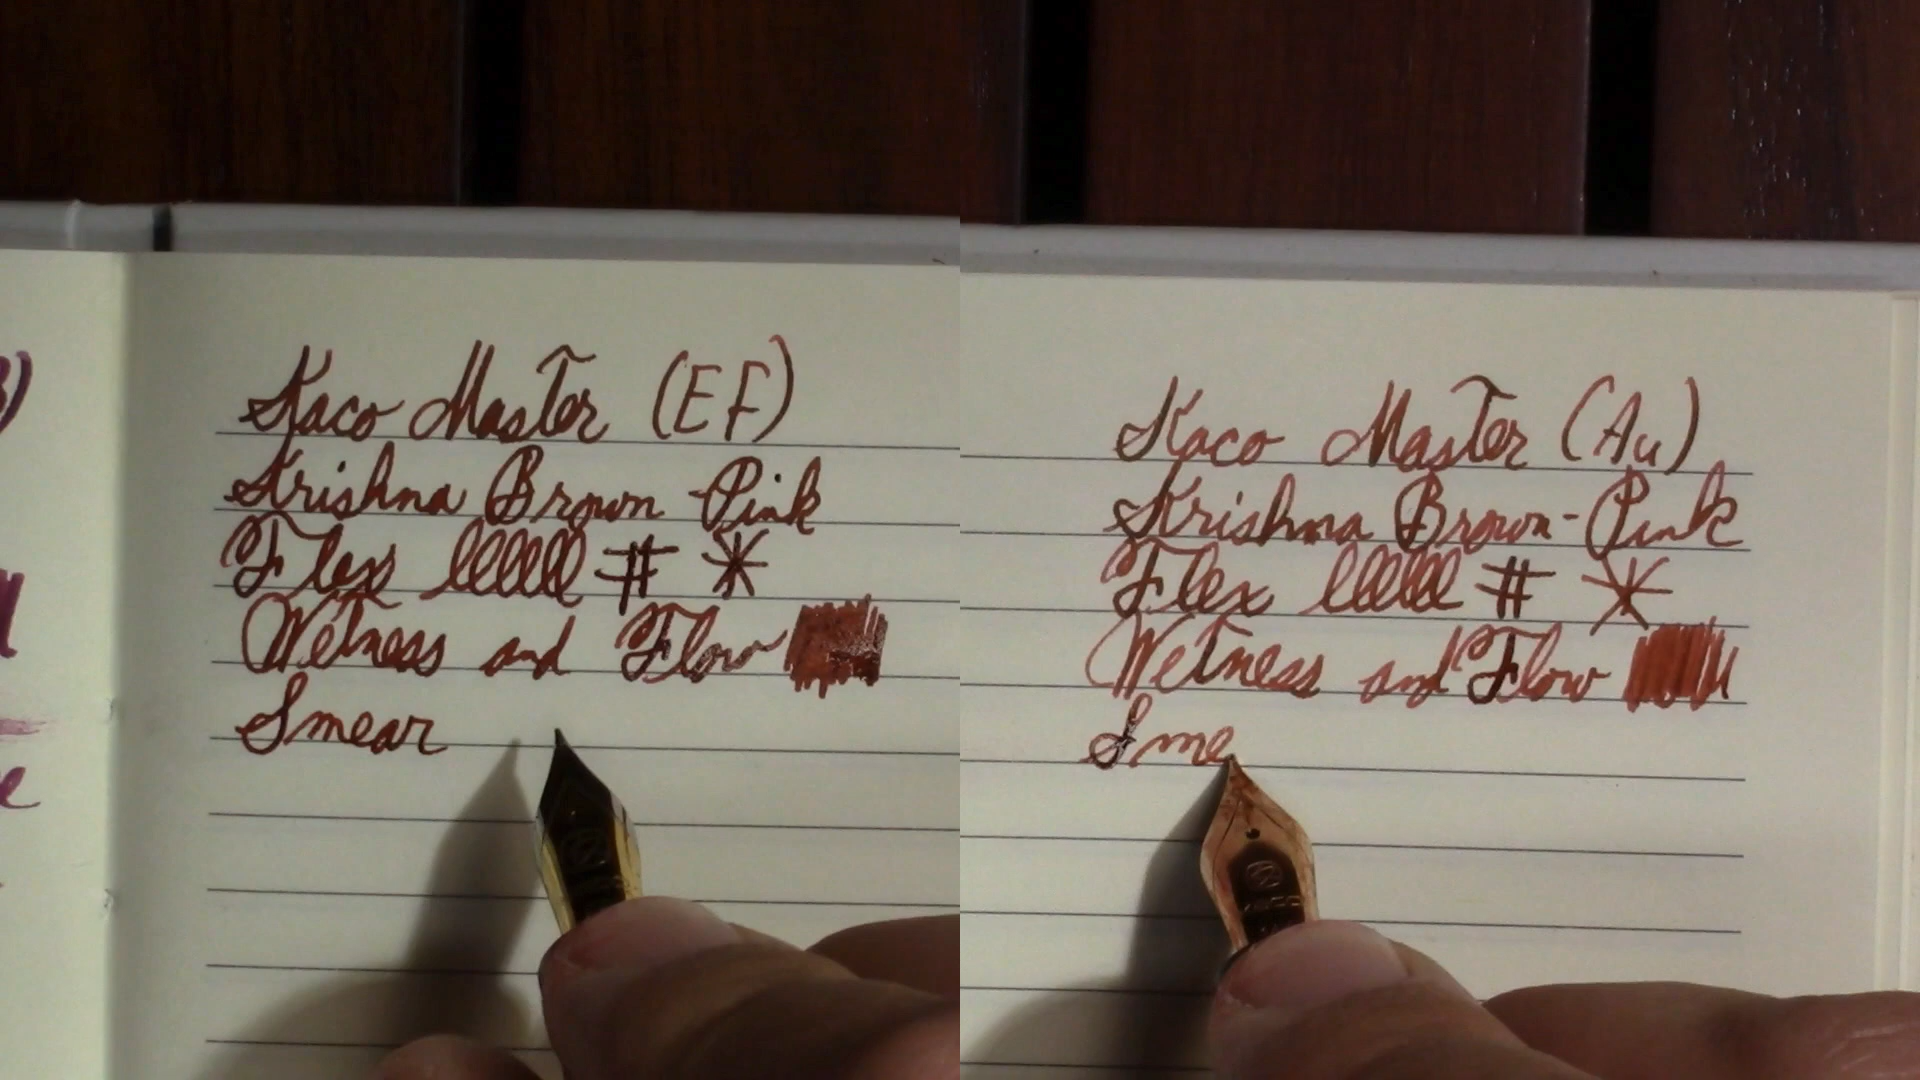 Kaco Master (EF)
Krishna Brown-Pink
Flex llllll # *
Wetness and Flow
Smear
Kaco Master (Au)
Krishna Brown-Pink
Flex llllll # *
Wetness and Flow
Sme